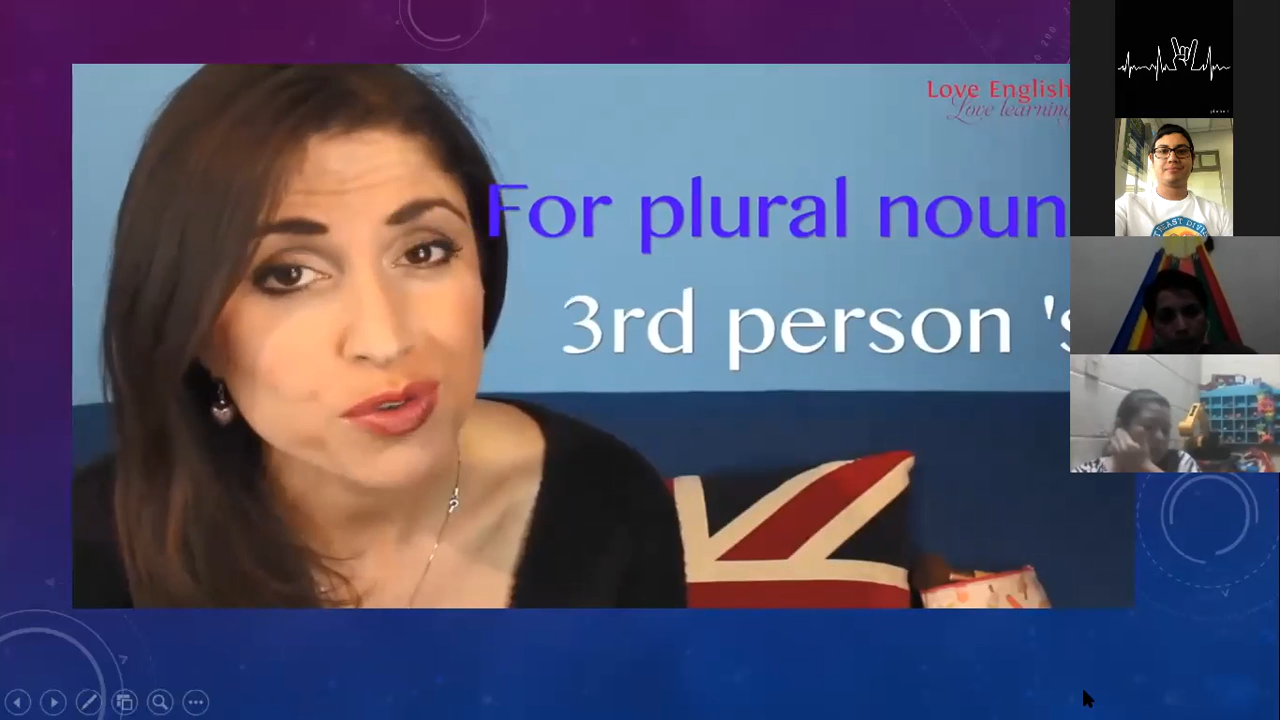 Love English
Love learning
For plural noun
3rd person 's